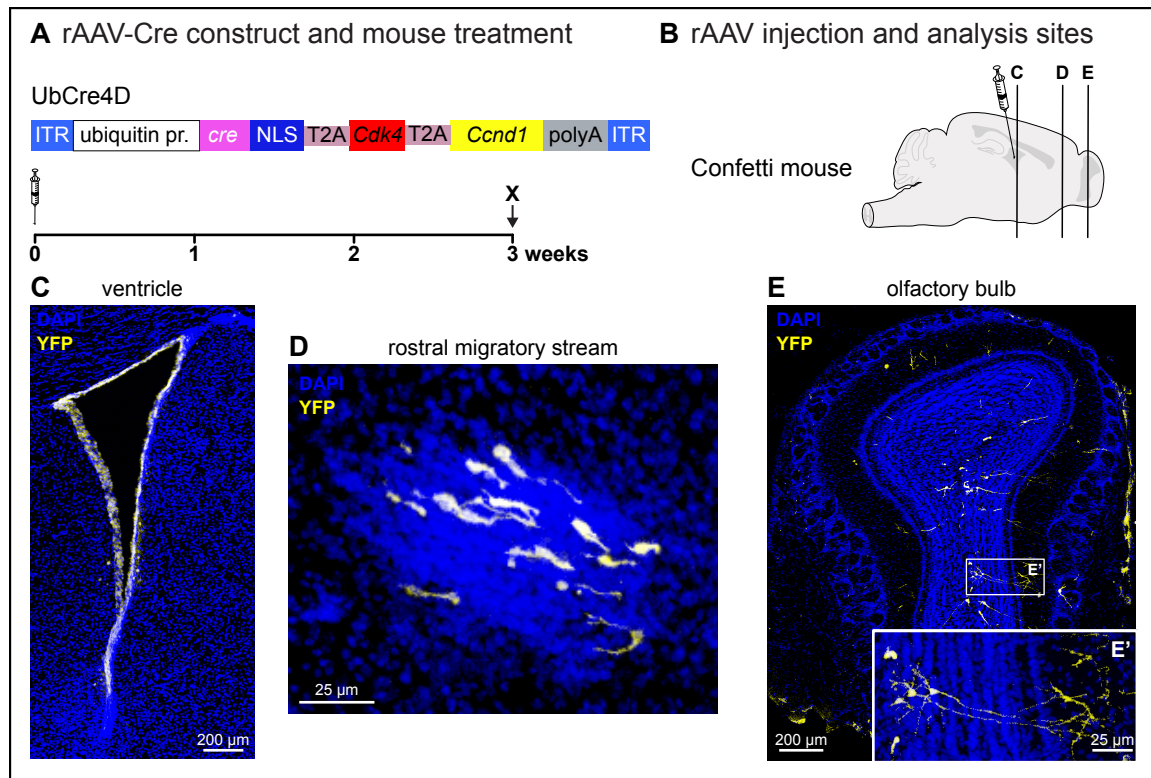 A rAAV-Cre construct and mouse treatment
UbCre4D
ITR ubiquitin pr. cre NLS T2A Cdk4 T2A Ccnd1 polyA ITR
X
0 1 2 3 weeks
B rAAV injection and analysis sites
C D E
Confetti mouse
C ventricle
DAPI
YFP
200 µm
D rostral migratory stream
DAPI
YFP
25 µm
E olfactory bulb
DAPI
YFP
E'
E'
200 µm 25 µm